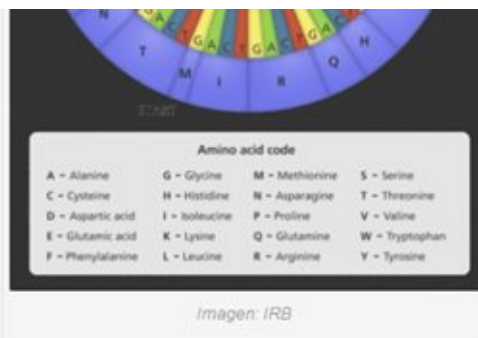 N T M I R Q H
G A C T G A C T G A C T G A C
START
Amino acid code
A – Alanine G – Glycine M – Methionine S – Serine
C – Cysteine H – Histidine N – Asparagine T – Threonine
D – Aspartic acid I – Isoleucine P – Proline V – Valine
E – Glutamic acid K – Lysine Q – Glutamine W – Tryptophan
F – Phenylalanine L – Leucine R – Arginine Y – Tyrosine
Imagen: IRB